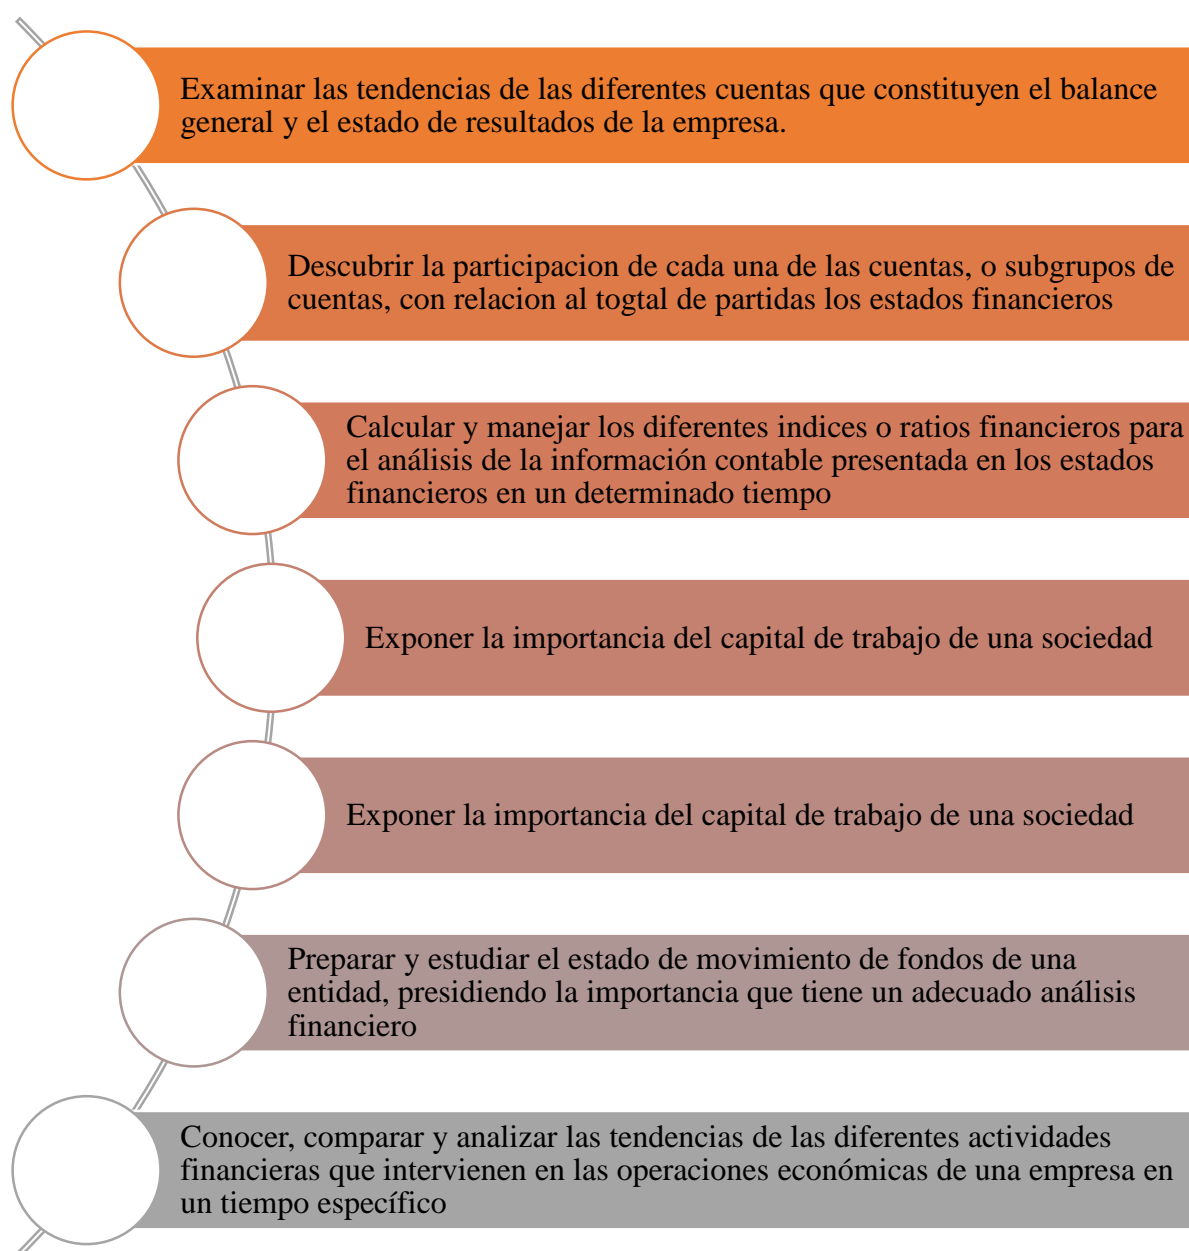 Examinar las tendencias de las diferentes cuentas que constituyen el balance
general y el estado de resultados de la empresa.
Descubrir la participacion de cada una de las cuentas, o subgrupos de
cuentas, con relacion al togtal de partidas los estados financieros
Calcular y manejar los diferentes indices o ratios financieros para
el análisis de la información contable presentada en los estados
financieros en un determinado tiempo
Exponer la importancia del capital de trabajo de una sociedad
Exponer la importancia del capital de trabajo de una sociedad
Preparar y estudiar el estado de movimiento de fondos de una
entidad, presidiendo la importancia que tiene un adecuado análisis
financiero
Conocer, comparar y analizar las tendencias de las diferentes actividades
financieras que intervienen en las operaciones económicas de una empresa en
un tiempo específico